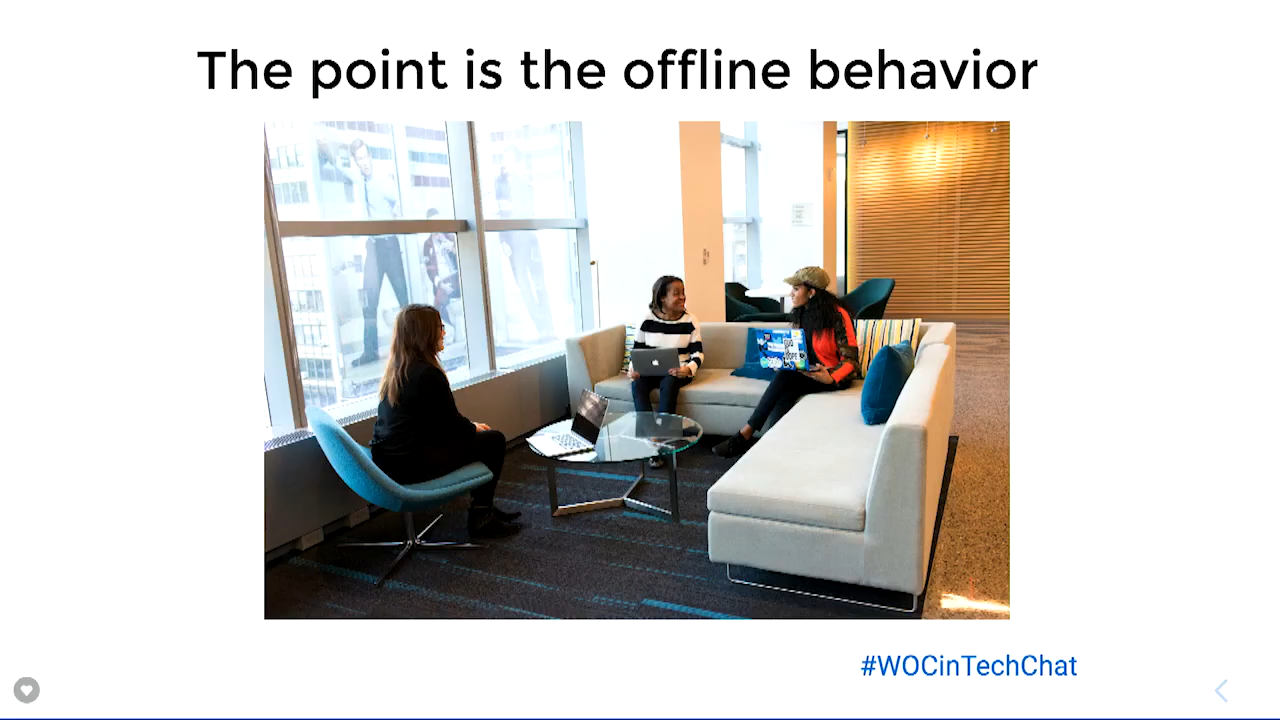 The point is the offline behavior
#WOCinTechChat